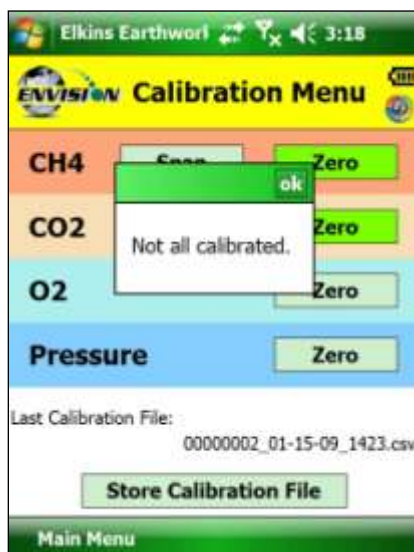 Elkins Earthworl 3:18
ENVISION Calibration Menu
CH4 Span Zero
ok
CO2 Zero
Not all calibrated.
O2 Zero
Pressure Zero
Last Calibration File:
00000002_01-15-09_1423.csv
Store Calibration File
Main Menu